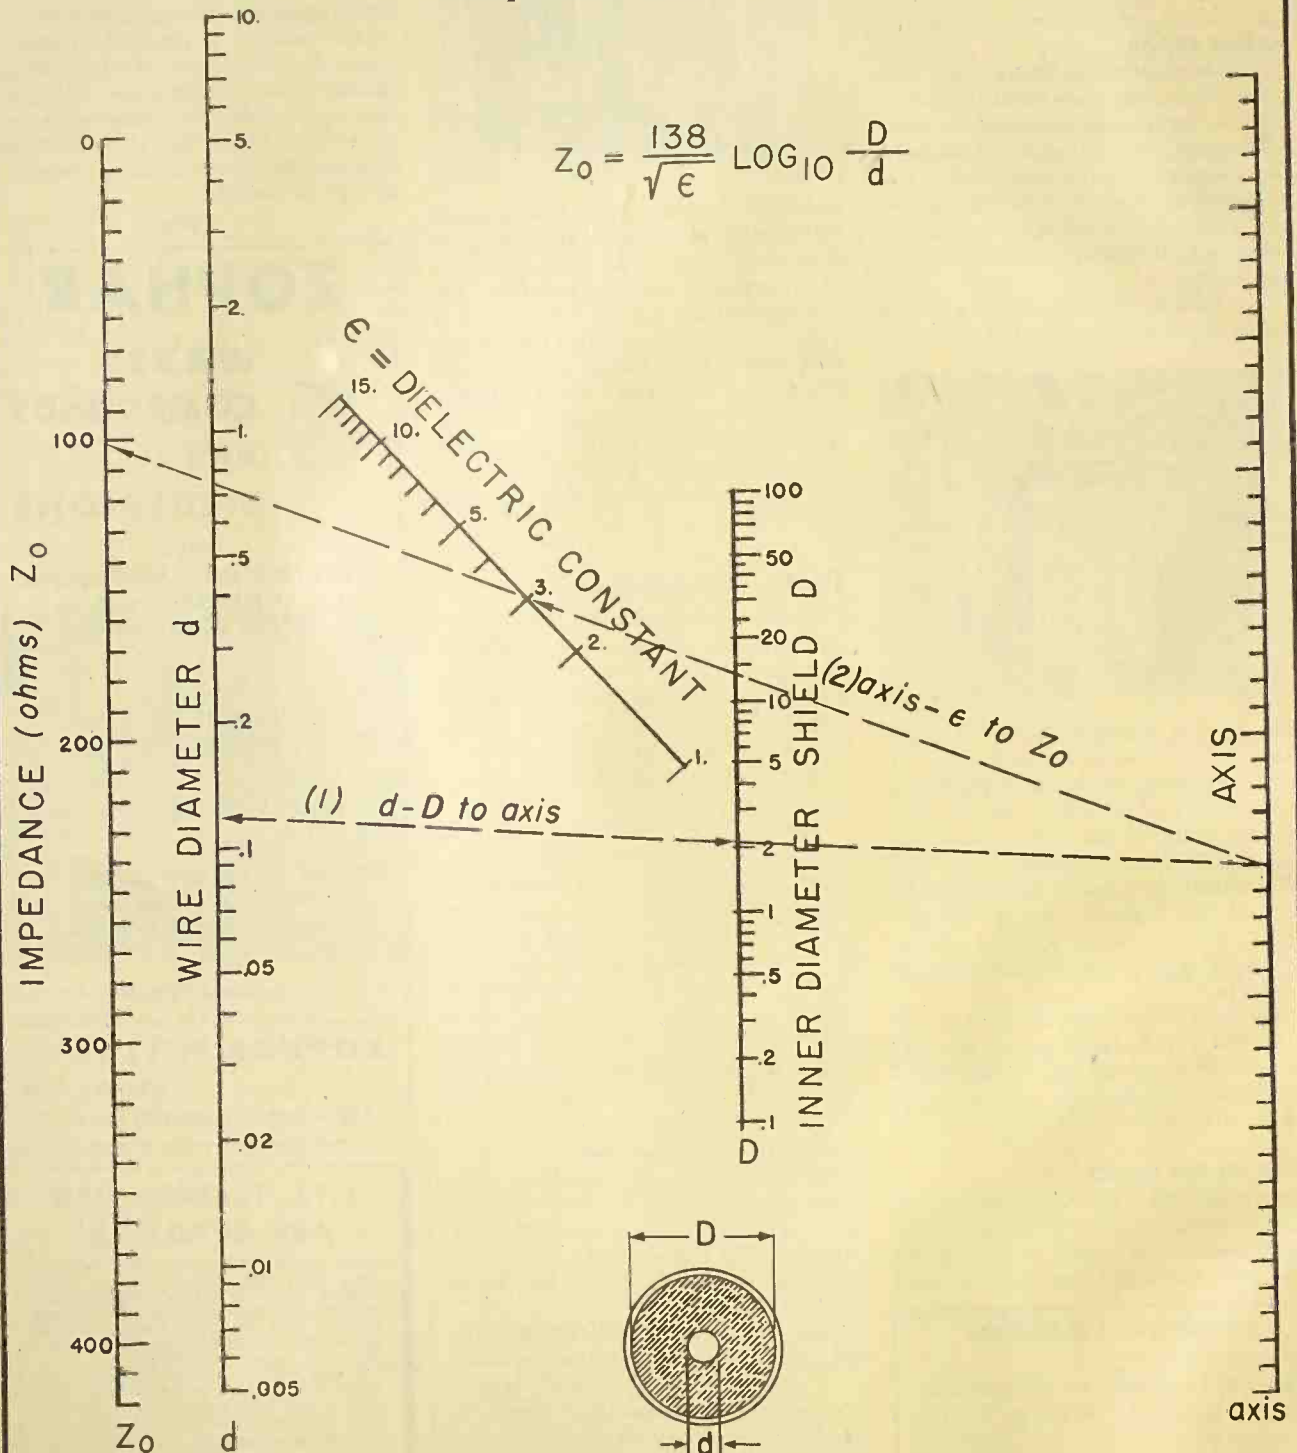 Z₀ = 138 / √ε LOG₁₀ D/d
IMPEDANCE (ohms) Z₀
0
100
200
300
400
Z₀
WIRE DIAMETER d
10.
5.
2.
1.
.5
.2
.1
.05
.02
.01
.005
d
ε = DIELECTRIC CONSTANT
15.
10.
5.
3.
2.
1.
(1) d-D to axis
(2) axis-ε to Z₀
INNER DIAMETER SHIELD D
100
50
20
10
5
2
1
.5
.2
.1
D
AXIS
axis
D
d